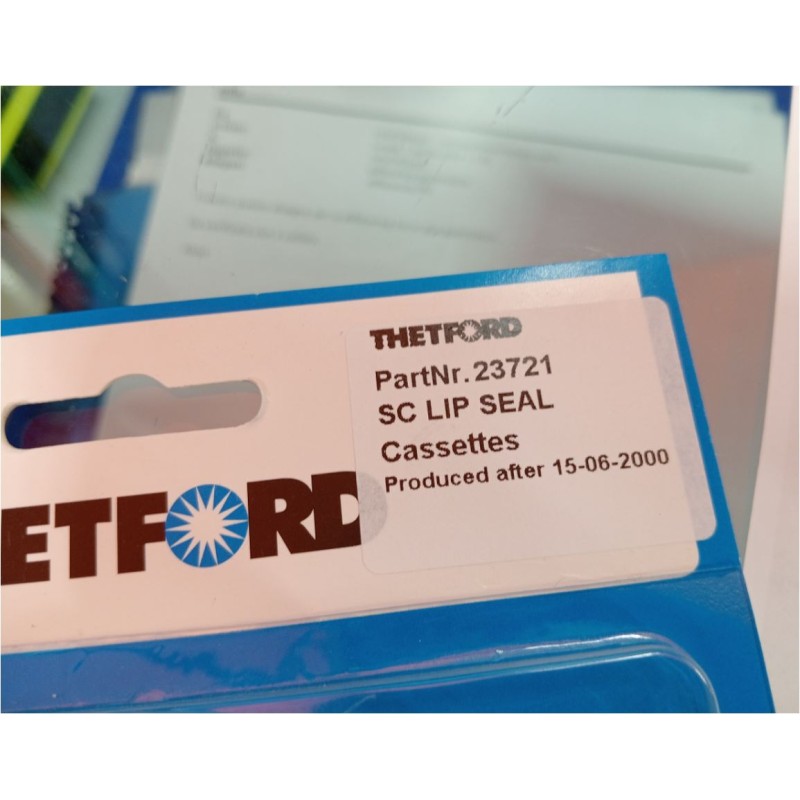 THETFORD
PartNr. 23721
SC LIP SEAL
Cassettes
Produced after 15-06-2000
ETFORD